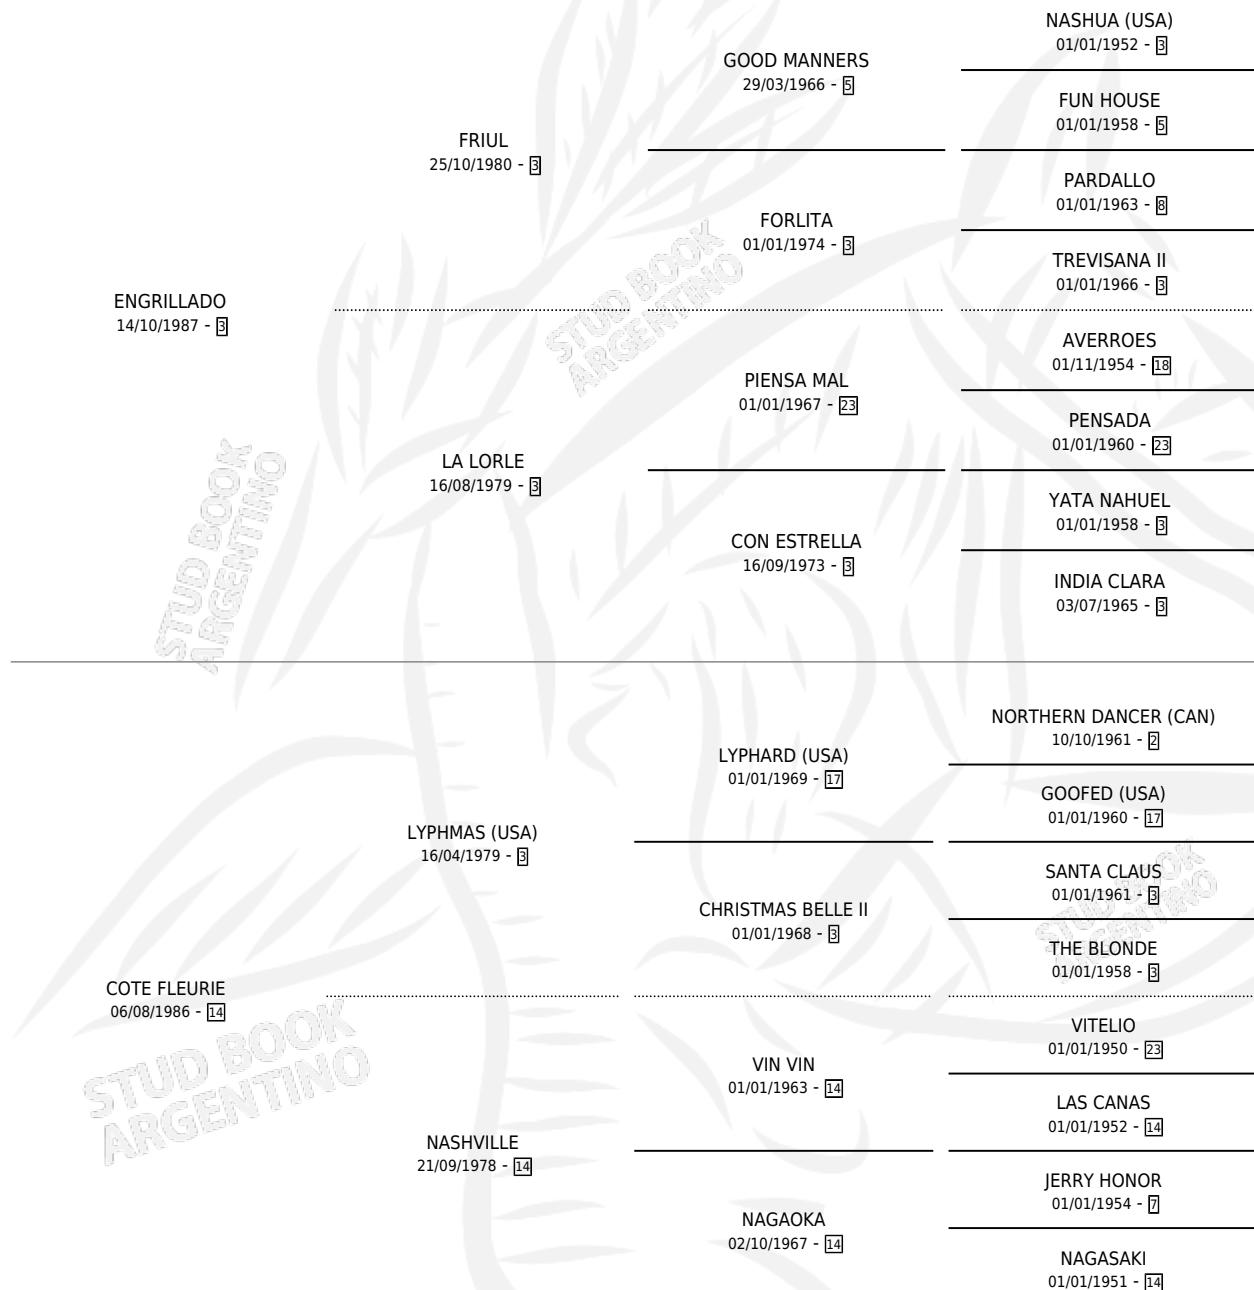 NASHUA (USA)
01/01/1952 - 3
GOOD MANNERS
29/03/1966 - 5
FUN HOUSE
01/01/1958 - 5
FRIUL
25/10/1980 - 3
PARDALLO
01/01/1963 - 8
FORLITA
01/01/1974 - 3
TREVISANA II
01/01/1966 - 3
ENGRILLADO
14/10/1987 - 3
AVERROES
01/11/1954 - 18
PIENSA MAL
01/01/1967 - 23
PENSADA
01/01/1960 - 23
LA LORLE
16/08/1979 - 3
YATA NAHUEL
01/01/1958 - 3
CON ESTRELLA
16/09/1973 - 3
INDIA CLARA
03/07/1965 - 3
NORTHERN DANCER (CAN)
10/10/1961 - 2
LYPHARD (USA)
01/01/1969 - 17
GOOFED (USA)
01/01/1960 - 17
LYPHMAS (USA)
16/04/1979 - 3
SANTA CLAUS
01/01/1961 - 3
CHRISTMAS BELLE II
01/01/1968 - 3
THE BLONDE
01/01/1958 - 3
COTE FLEURIE
06/08/1986 - 14
VITELIO
01/01/1950 - 23
VIN VIN
01/01/1963 - 14
LAS CANAS
01/01/1952 - 14
NASHVILLE
21/09/1978 - 14
JERRY HONOR
01/01/1954 - 7
NAGAOKA
02/10/1967 - 14
NAGASAKI
01/01/1951 - 14
STUD BOOK
ARGENTINO
STUD BOOK
ARGENTINO
STUD BOOK
ARGENTINO
STUD BOOK
ARGENTINO